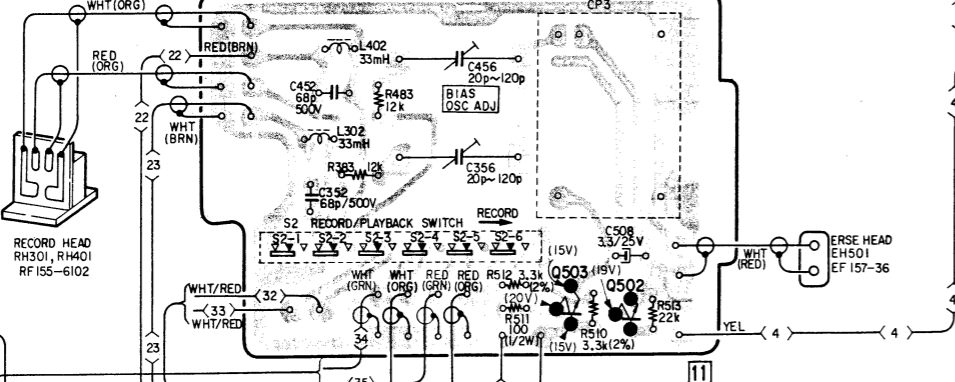 WHT(ORG)
CP3
RED
(ORG)
22
RED(BRN)
L402
33mH
C456
20p~120p
BIAS
OSC ADJ
C452
68p
500V
R483
12k
22
WHT
(BRN)
L302
33mH
23
R383 12k
C356
20p~120p
C352
68p/500V
S2 RECORD/PLAYBACK SWITCH
RECORD
S2-1 S2-2 S2-3 S2-4 S2-5 S2-6
C508
3.3/25V
RECORD HEAD
RH301, RH401
RF155-6102
WHT
(RED)
ERSE HEAD
EH501
EF157-36
(15V)
WHT
(GRN)
WHT
(ORG)
RED
(GRN)
RED
(ORG)
R512 3.3k
(2%)
Q503
(19V)
Q502
WHT/RED
32
33
WHT/RED
(20V)
R511
100
(1/2W)
R513
22k
R510
3.3k(2%)
(15V)
YEL
4
4
4
4
23
34
35
11